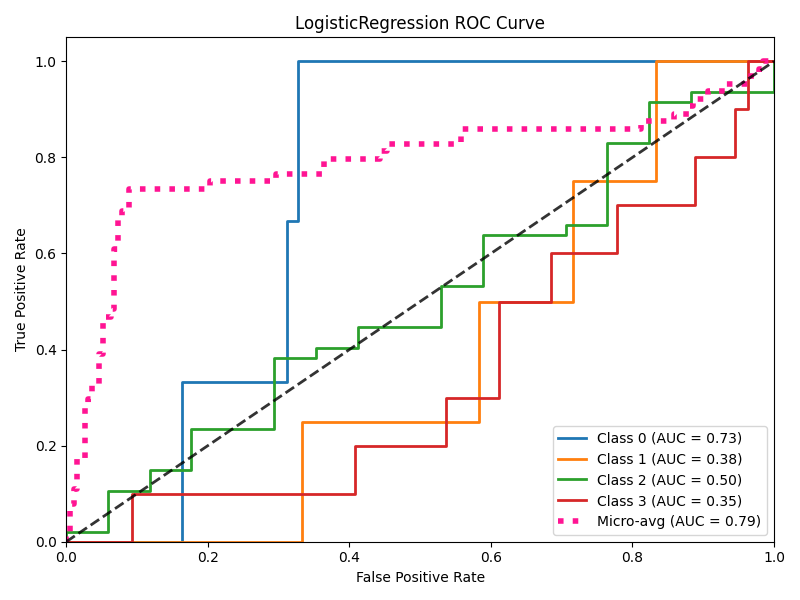 LogisticRegression ROC Curve
True Positive Rate
1.0
0.8
0.6
0.4
0.2
0.0
0.0 0.2 0.4 0.6 0.8 1.0
False Positive Rate
Class 0 (AUC = 0.73)
Class 1 (AUC = 0.38)
Class 2 (AUC = 0.50)
Class 3 (AUC = 0.35)
Micro-avg (AUC = 0.79)